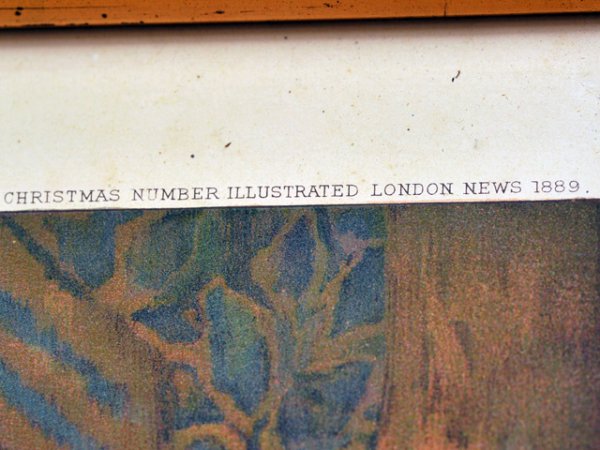 CHRISTMAS NUMBER ILLUSTRATED LONDON NEWS 1889.